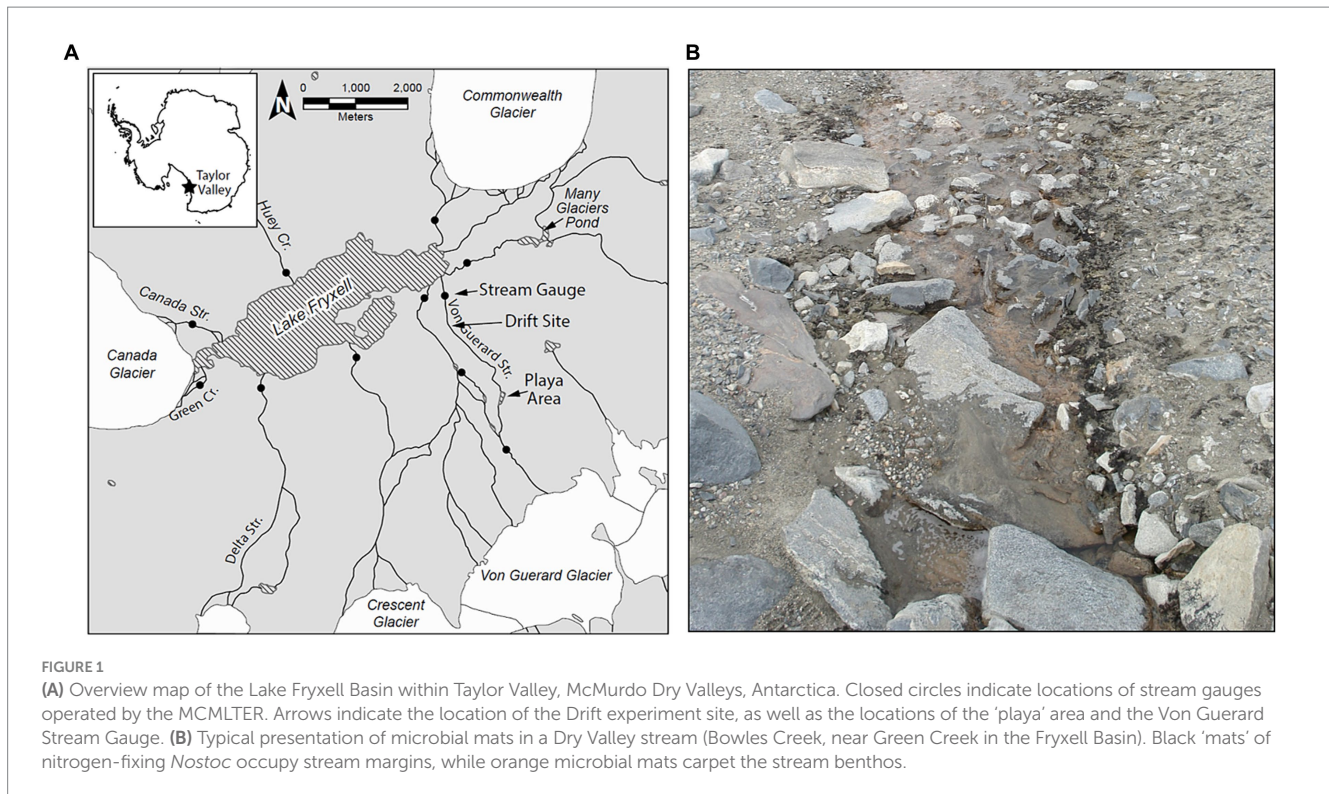 A
B
N
0 1,000 2,000
Meters
Commonwealth
Glacier
Taylor
Valley
Many
Glaciers
Pond
Huey Cr.
Canada Str.
Lake Fryxell
Stream Gauge
Drift Site
Von Guerard Str.
Canada
Glacier
Green Cr.
Playa
Area
Delta Str.
Von Guerard Glacier
Crescent
Glacier
FIGURE 1
(A) Overview map of the Lake Fryxell Basin within Taylor Valley, McMurdo Dry Valleys, Antarctica. Closed circles indicate locations of stream gauges
operated by the MCMLTER. Arrows indicate the location of the Drift experiment site, as well as the locations of the ‘playa’ area and the Von Guerard
Stream Gauge. (B) Typical presentation of microbial mats in a Dry Valley stream (Bowles Creek, near Green Creek in the Fryxell Basin). Black ‘mats’ of
nitrogen-fixing Nostoc occupy stream margins, while orange microbial mats carpet the stream benthos.